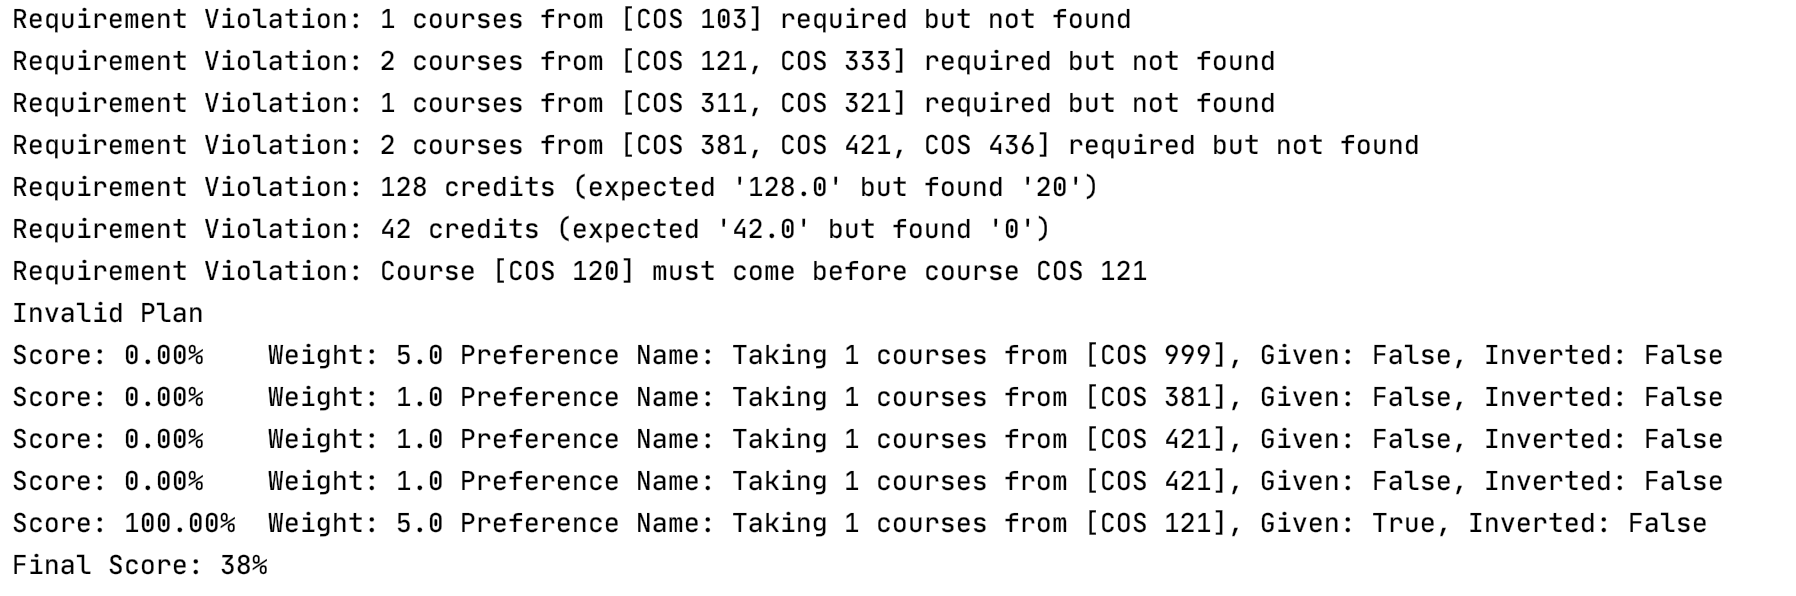 Requirement Violation: 1 courses from [COS 103] required but not found
Requirement Violation: 2 courses from [COS 121, COS 333] required but not found
Requirement Violation: 1 courses from [COS 311, COS 321] required but not found
Requirement Violation: 2 courses from [COS 381, COS 421, COS 436] required but not found
Requirement Violation: 128 credits (expected '128.0' but found '20')
Requirement Violation: 42 credits (expected '42.0' but found '0')
Requirement Violation: Course [COS 120] must come before course COS 121
Invalid Plan
Score: 0.00%    Weight: 5.0 Preference Name: Taking 1 courses from [COS 999], Given: False, Inverted: False
Score: 0.00%    Weight: 1.0 Preference Name: Taking 1 courses from [COS 381], Given: False, Inverted: False
Score: 0.00%    Weight: 1.0 Preference Name: Taking 1 courses from [COS 421], Given: False, Inverted: False
Score: 0.00%    Weight: 1.0 Preference Name: Taking 1 courses from [COS 421], Given: False, Inverted: False
Score: 100.00%  Weight: 5.0 Preference Name: Taking 1 courses from [COS 121], Given: True, Inverted: False
Final Score: 38%